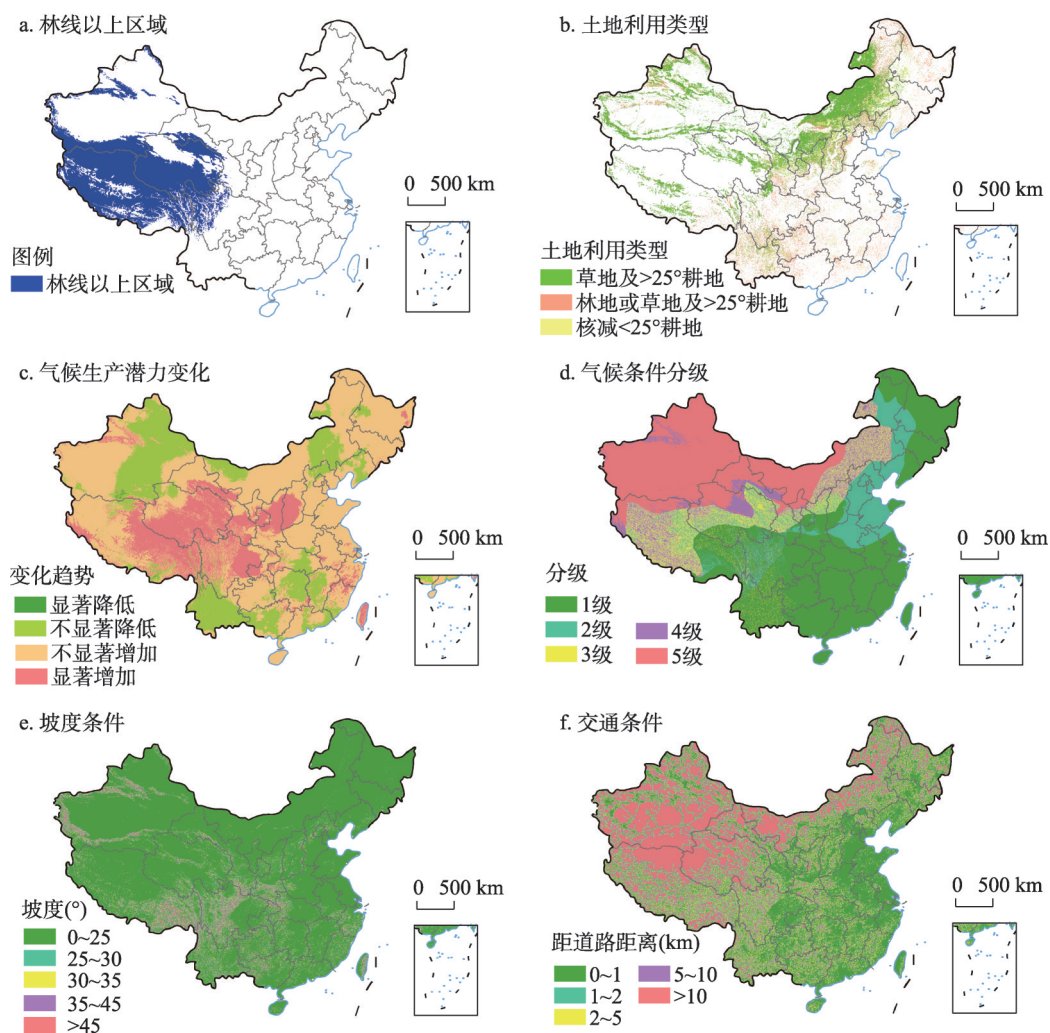 a. 林线以上区域
0 500 km
图例
林线以上区域
b. 土地利用类型
0 500 km
土地利用类型
草地及>25°耕地
林地或草地及>25°耕地
核减<25°耕地
c. 气候生产潜力变化
0 500 km
变化趋势
显著降低
不显著降低
不显著增加
显著增加
d. 气候条件分级
0 500 km
分级
1级
2级
3级
4级
5级
e. 坡度条件
0 500 km
坡度(°)
0~25
25~30
30~35
35~45
>45
f. 交通条件
0 500 km
距道路距离(km)
0~1
1~2
2~5
5~10
>10